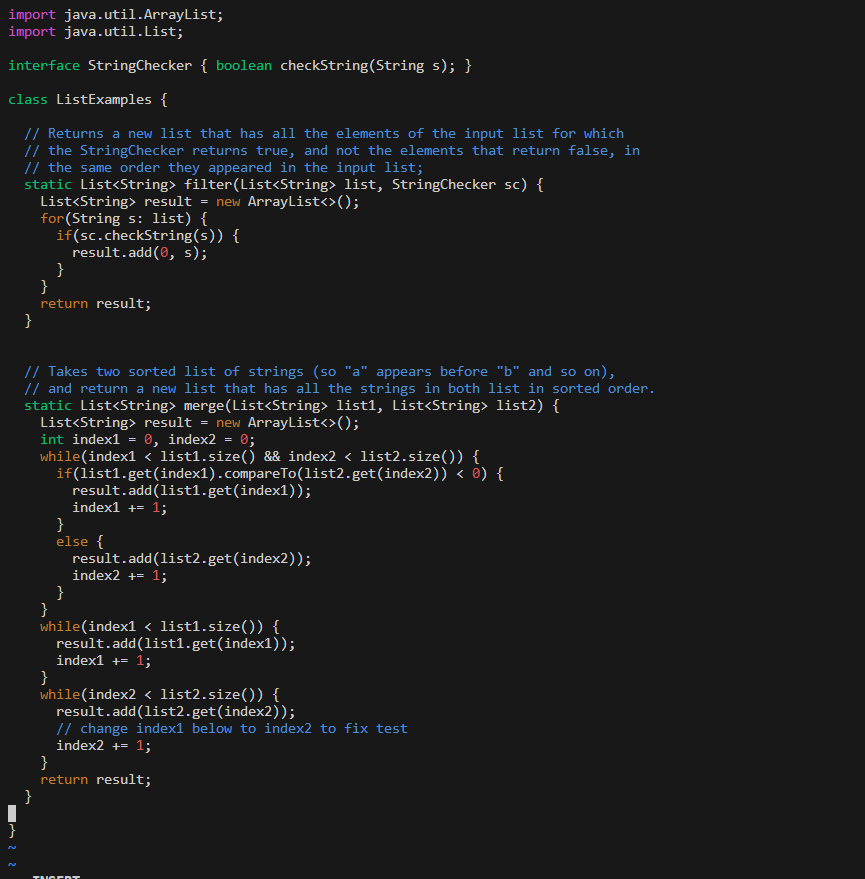 import java.util.ArrayList;
import java.util.List;

interface StringChecker { boolean checkString(String s); }

class ListExamples {

  // Returns a new list that has all the elements of the input list for which
  // the StringChecker returns true, and not the elements that return false, in
  // the same order they appeared in the input list;
  static List<String> filter(List<String> list, StringChecker sc) {
    List<String> result = new ArrayList<>();
    for(String s: list) {
      if(sc.checkString(s)) {
        result.add(0, s);
      }
    }
    return result;
  }


  // Takes two sorted list of strings (so "a" appears before "b" and so on),
  // and return a new list that has all the strings in both list in sorted order.
  static List<String> merge(List<String> list1, List<String> list2) {
    List<String> result = new ArrayList<>();
    int index1 = 0, index2 = 0;
    while(index1 < list1.size() && index2 < list2.size()) {
      if(list1.get(index1).compareTo(list2.get(index2)) < 0) {
        result.add(list1.get(index1));
        index1 += 1;
      }
      else {
        result.add(list2.get(index2));
        index2 += 1;
      }
    }
    while(index1 < list1.size()) {
      result.add(list1.get(index1));
      index1 += 1;
    }
    while(index2 < list2.size()) {
      result.add(list2.get(index2));
      // change index1 below to index2 to fix test
      index2 += 1;
    }
    return result;
  }

}
~
~
-- INSERT --